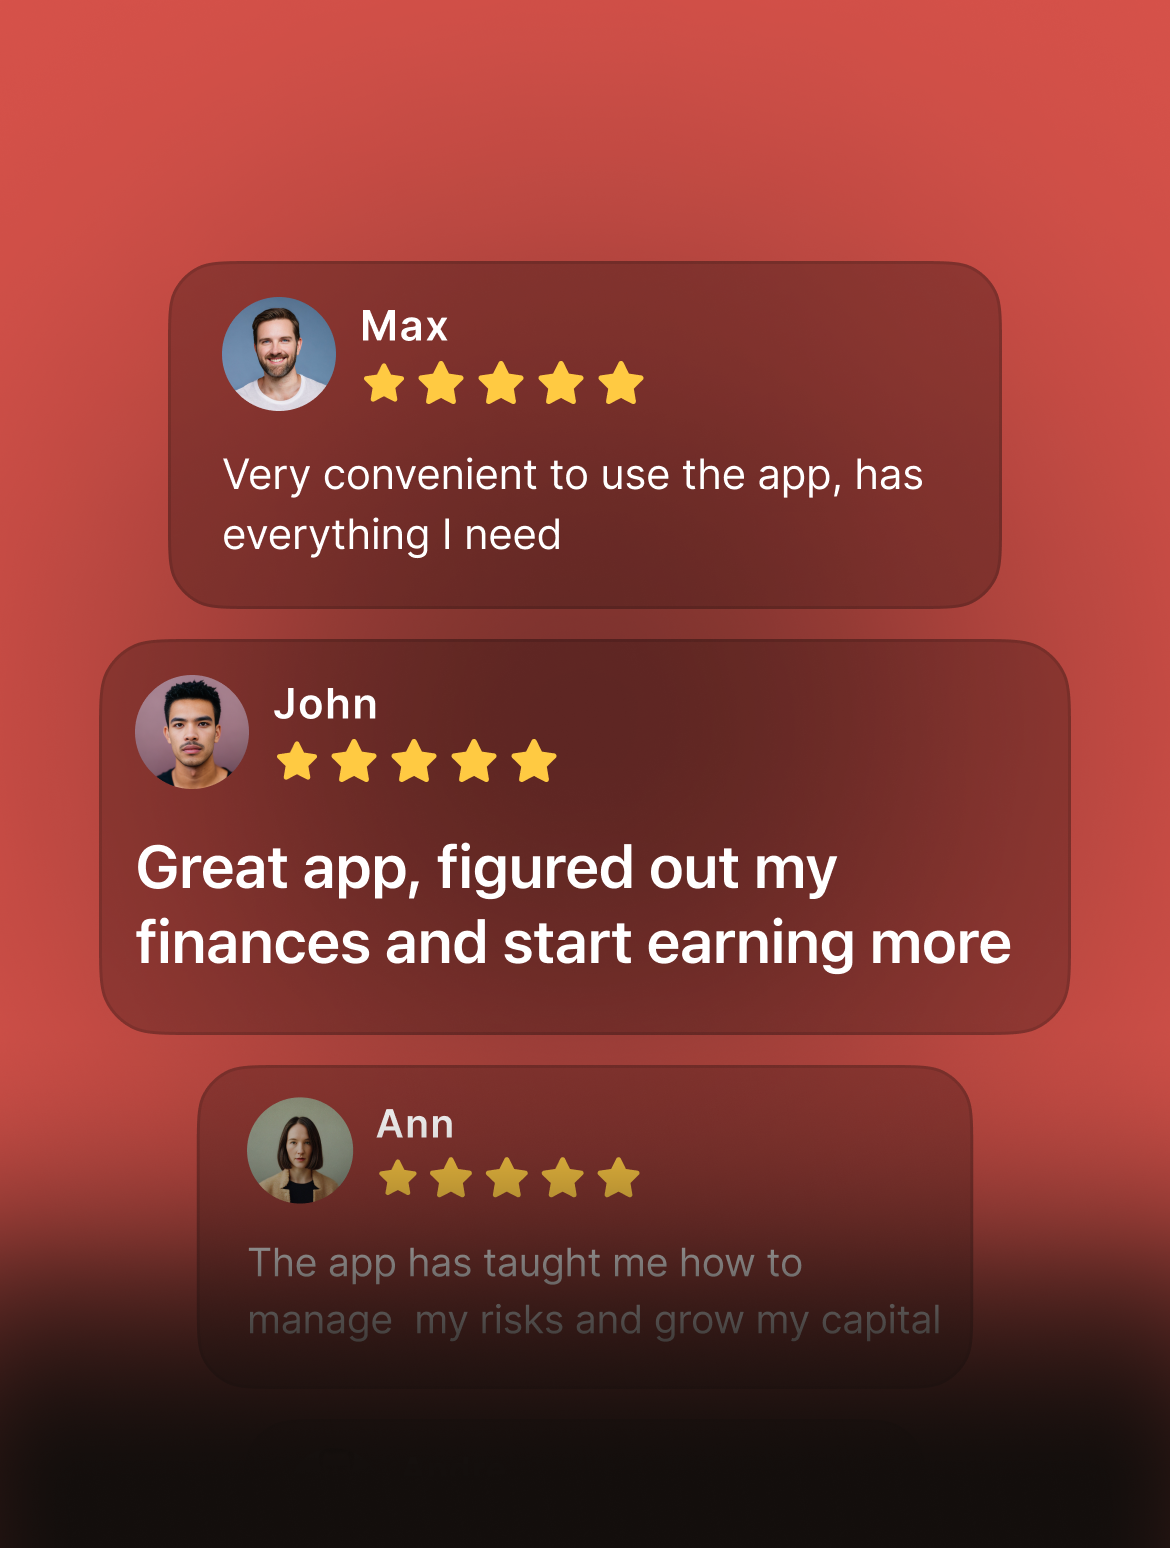 Max
Very convenient to use the app, has
everything I need
John
Great app, figured out my
finances and start earning more
Ann
The app has taught me how to
manage  my risks and grow my capital